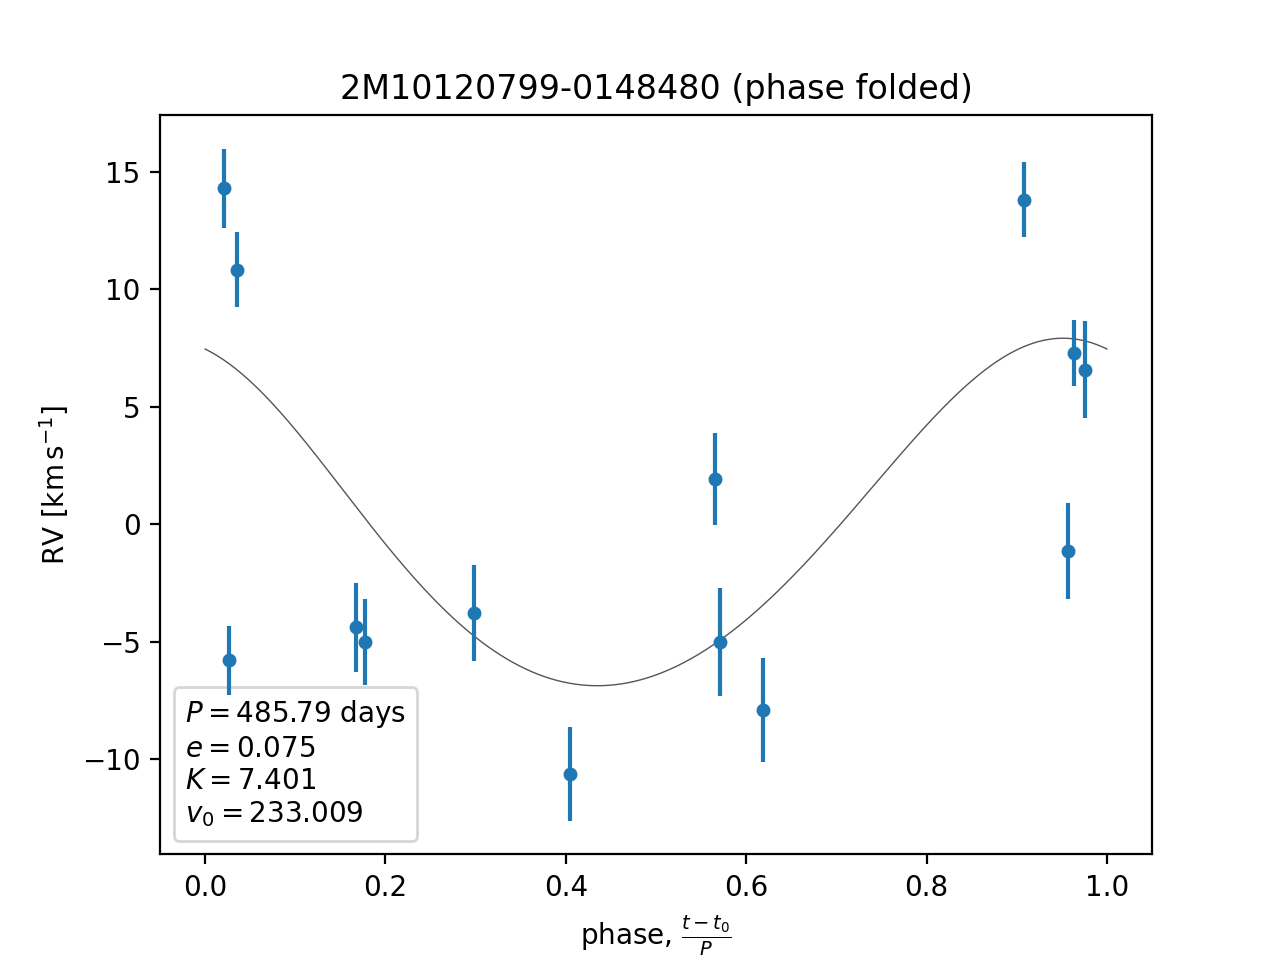 2M10120799-0148480 (phase folded)
RV [km s⁻¹]
15
10
5
0
−5
−10
P = 485.79 days
e = 0.075
K = 7.401
v₀ = 233.009
0.0 0.2 0.4 0.6 0.8 1.0
phase, (t − t₀)/P